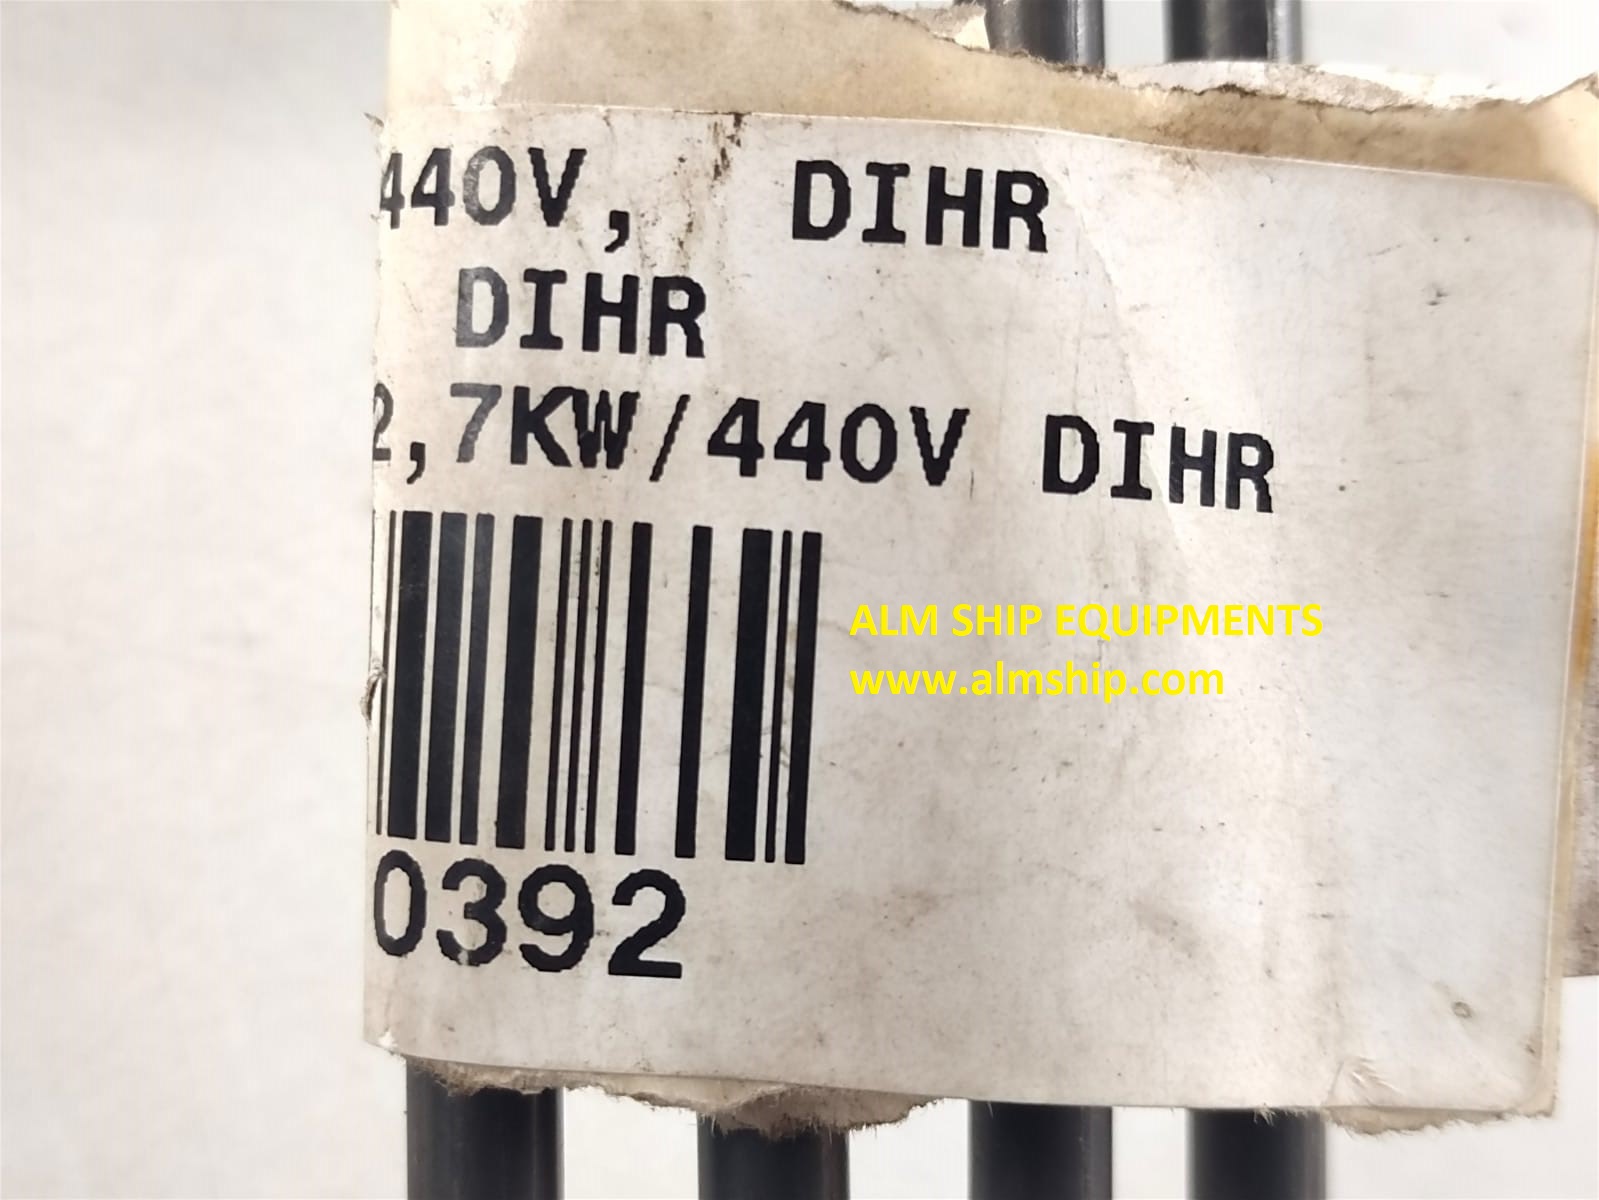 440V, DIHR
DIHR
2,7KW/440V DIHR
ALM SHIP EQUIPMENTS
www.almship.com
0392